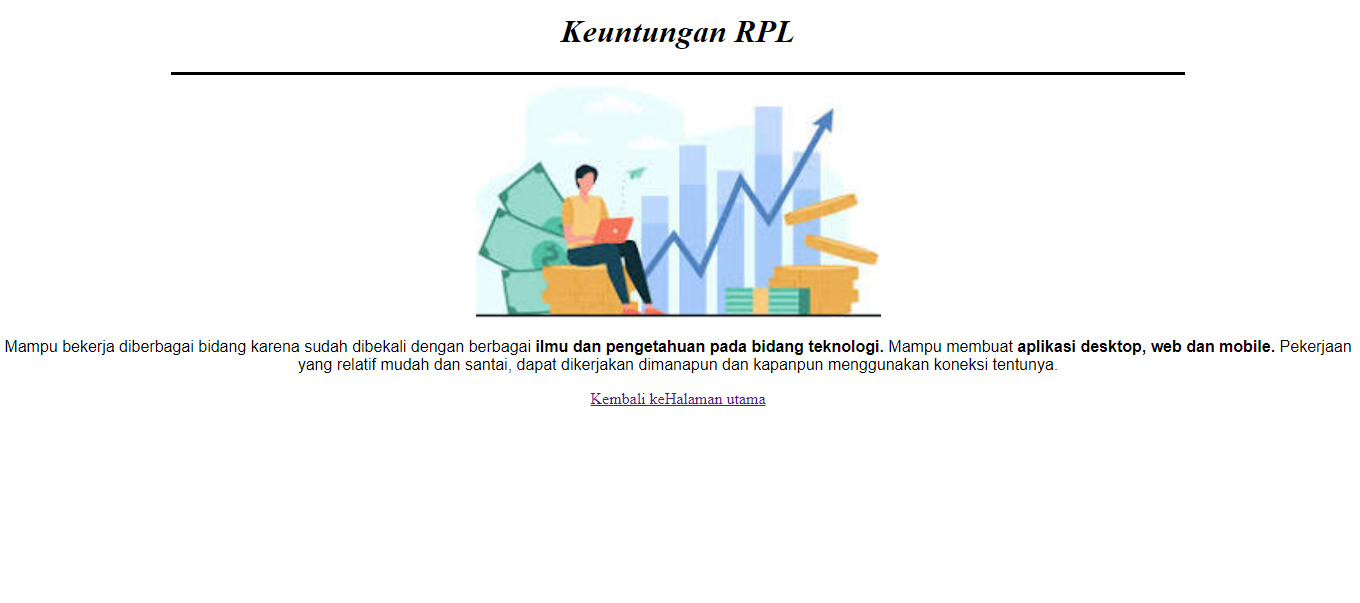 Keuntungan RPL
Mampu bekerja diberbagai bidang karena sudah dibekali dengan berbagai ilmu dan pengetahuan pada bidang teknologi. Mampu membuat aplikasi desktop, web dan mobile. Pekerjaan
yang relatif mudah dan santai, dapat dikerjakan dimanapun dan kapanpun menggunakan koneksi tentunya.
Kembali keHalaman utama